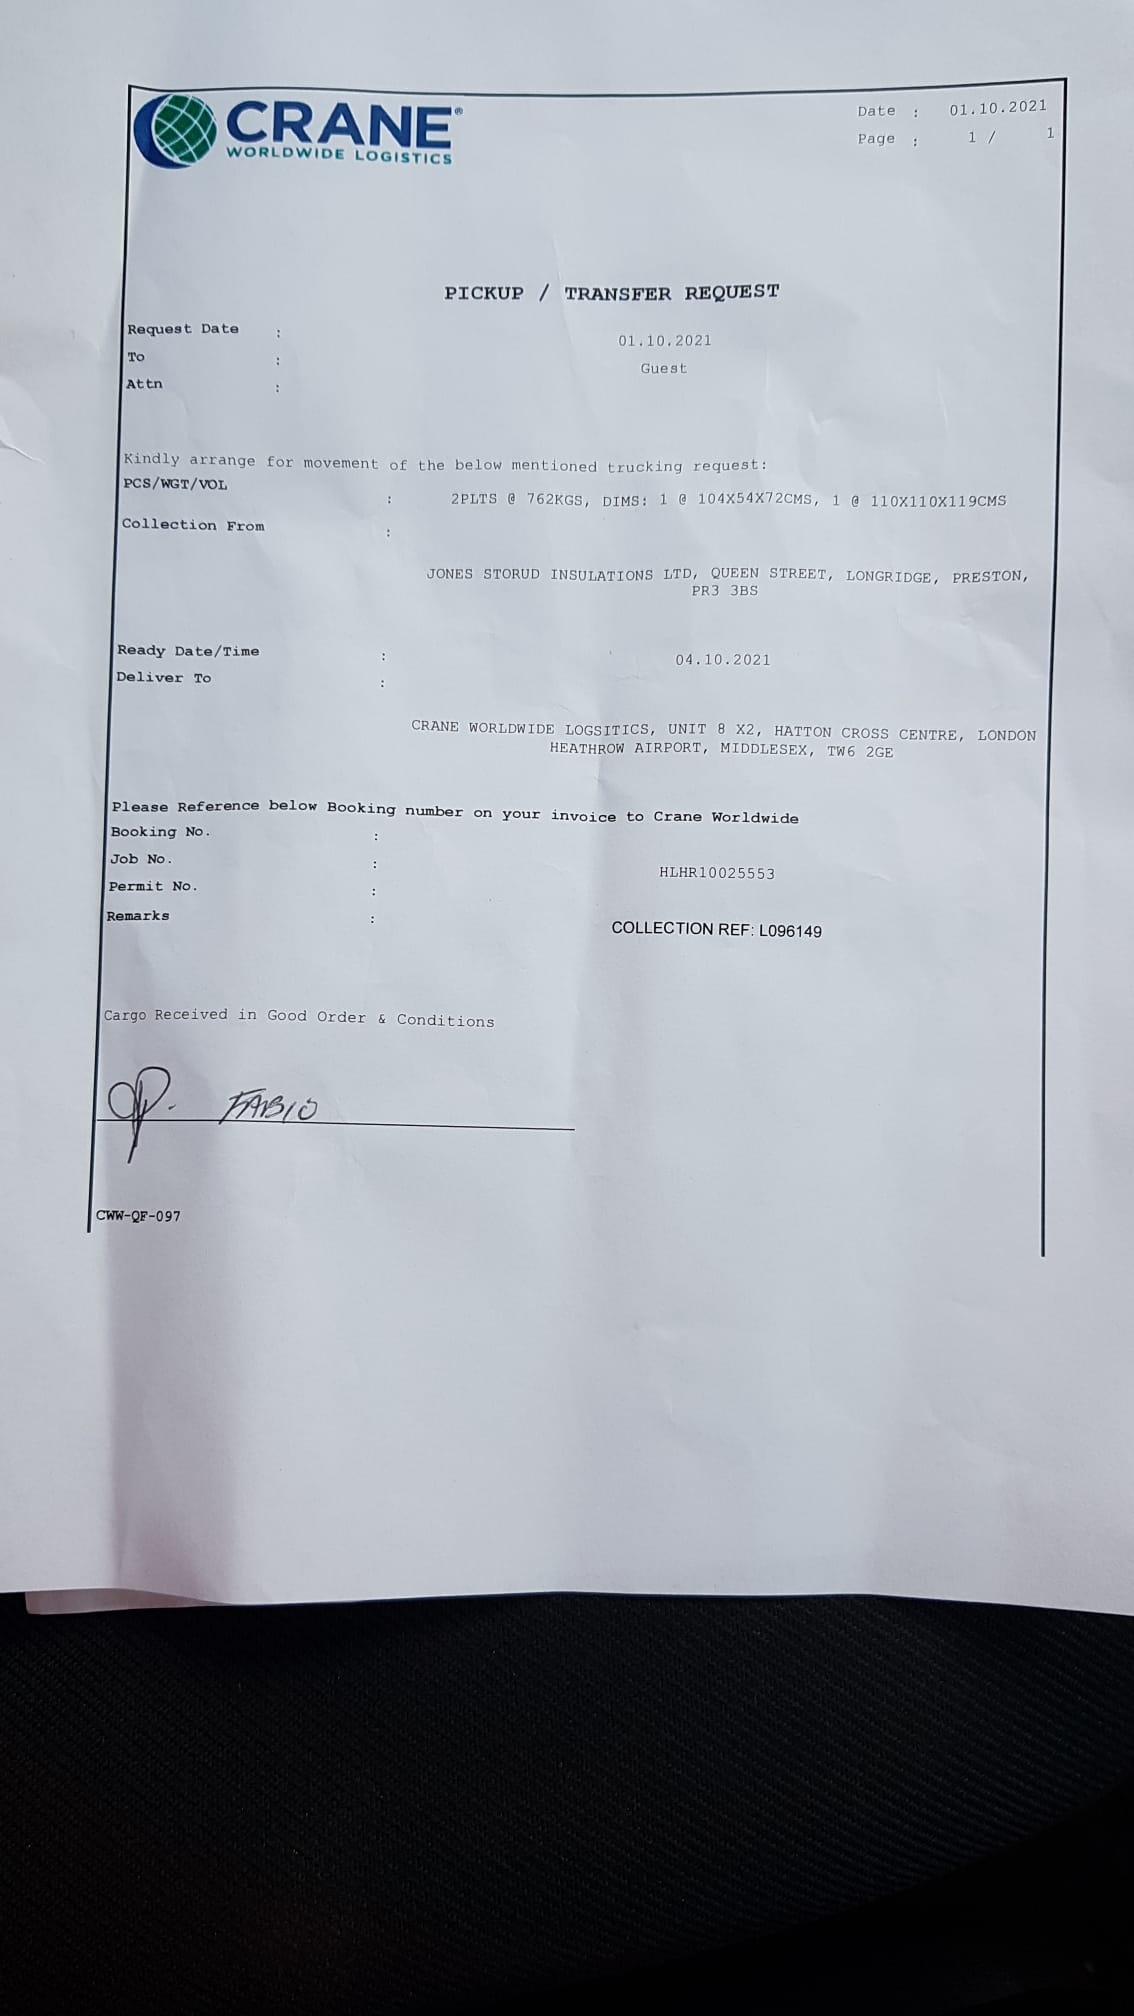 CRANE®
WORLDWIDE LOGISTICS
Date : 01.10.2021
Page : 1 / 1
PICKUP / TRANSFER REQUEST
Request Date : 01.10.2021
To : Guest
Attn :
Kindly arrange for movement of the below mentioned trucking request:
PCS/WGT/VOL : 2PLTS @ 762KGS, DIMS: 1 @ 104X54X72CMS, 1 @ 110X110X119CMS
Collection From :
JONES STORUD INSULATIONS LTD, QUEEN STREET, LONGRIDGE, PRESTON,
PR3 3BS
Ready Date/Time : 04.10.2021
Deliver To :
CRANE WORLDWIDE LOGSITICS, UNIT 8 X2, HATTON CROSS CENTRE, LONDON
HEATHROW AIRPORT, MIDDLESEX, TW6 2GE
Please Reference below Booking number on your invoice to Crane Worldwide
Booking No. :
Job No. : HLHR10025553
Permit No. :
Remarks : COLLECTION REF: L096149
Cargo Received in Good Order & Conditions
FABIO
CWW-QF-097